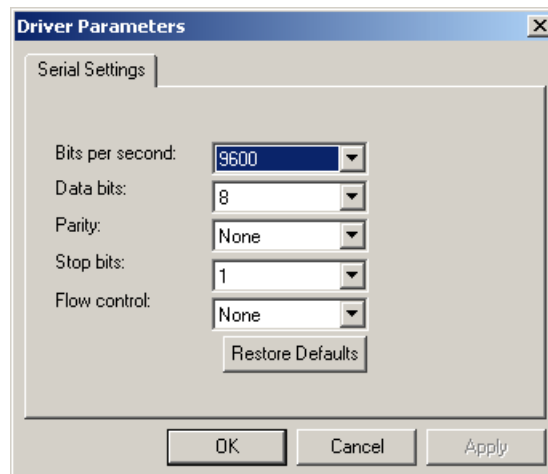 Driver Parameters
Serial Settings
Bits per second: 9600
Data bits: 8
Parity: None
Stop bits: 1
Flow control: None
Restore Defaults
OK Cancel Apply